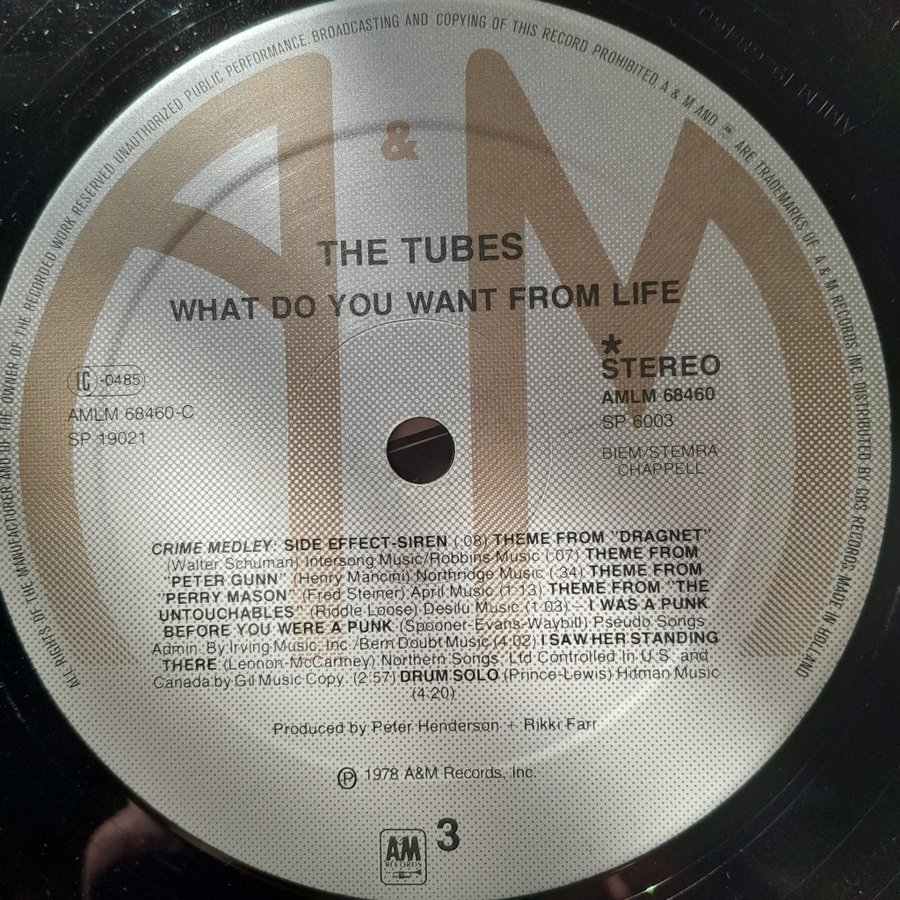 ALL RIGHTS OF THE MANUFACTURER AND OF THE OWNER OF THE RECORDED WORK RESERVED UNAUTHORIZED PUBLIC PERFORMANCE, BROADCASTING AND COPYING OF THIS RECORD PROHIBITED. A & M AND ARE TRADEMARKS OF A & M RECORDS INC. DISTRIBUTED BY CBS RECORDS MADE IN HOLLAND
A & M
THE TUBES
WHAT DO YOU WANT FROM LIFE
IC -0485
AMLM 68460-C
SP 19021
*
STEREO
AMLM 68460
SP 6003
BIEM/STEMRA
CHAPPELL
CRIME MEDLEY: SIDE EFFECT-SIREN (:08) THEME FROM "DRAGNET"
(Walter Schuman) Intersong Music/Robbins Music (:07) THEME FROM
"PETER GUNN" (Henry Mancini) Northridge Music (:34) THEME FROM
"PERRY MASON" (Fred Steiner) April Music (1:13) THEME FROM "THE
UNTOUCHABLES" (Riddle Loose) Desilu Music (1:03) – I WAS A PUNK
BEFORE YOU WERE A PUNK (Spooner-Evans-Waybill) Pseudo Songs
Admin. By Irving Music, Inc./Bern Doubt Music (4:02) I SAW HER STANDING
THERE (Lennon-McCartney) Northern Songs, Ltd Controlled In U.S. and
Canada by Gil Music Copy. (2:57) DRUM SOLO (Prince-Lewis) Hitman Music
(4:20)
Produced by Peter Henderson + Rikki Farr
℗ 1978 A&M Records, Inc.
AM RECORDS
3